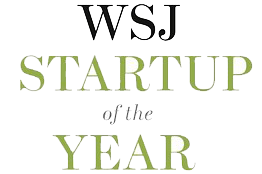 WSJ
STARTUP
of the
YEAR